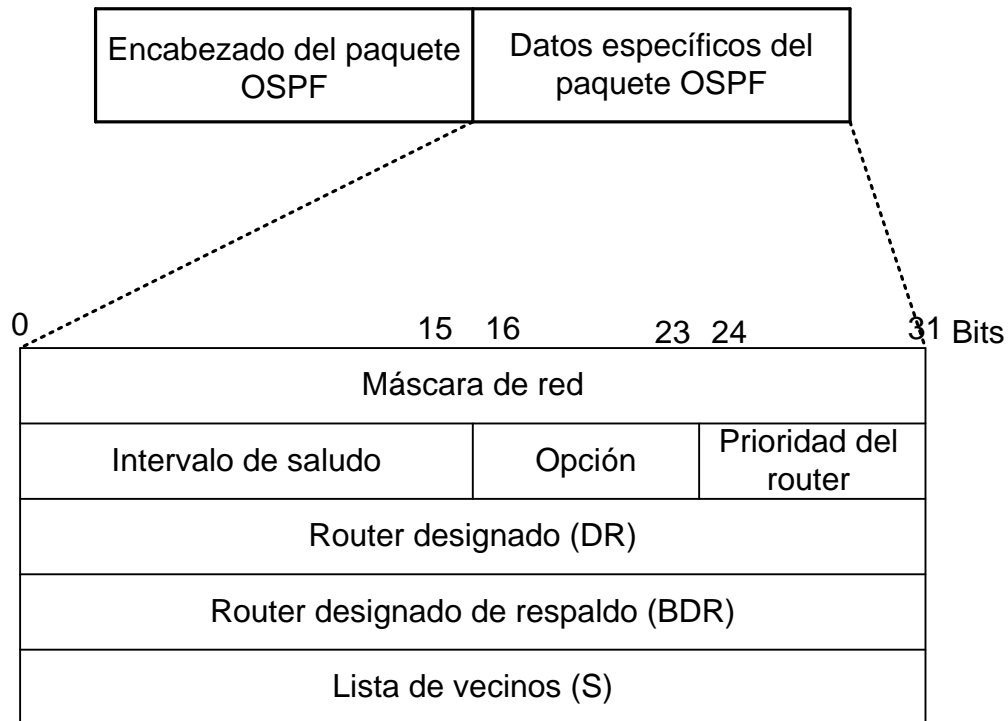 Encabezado del paquete
OSPF
Datos específicos del
paquete OSPF
0
15
16
23
24
31
Bits
Máscara de red
Intervalo de saludo
Opción
Prioridad del
router
Router designado (DR)
Router designado de respaldo (BDR)
Lista de vecinos (S)